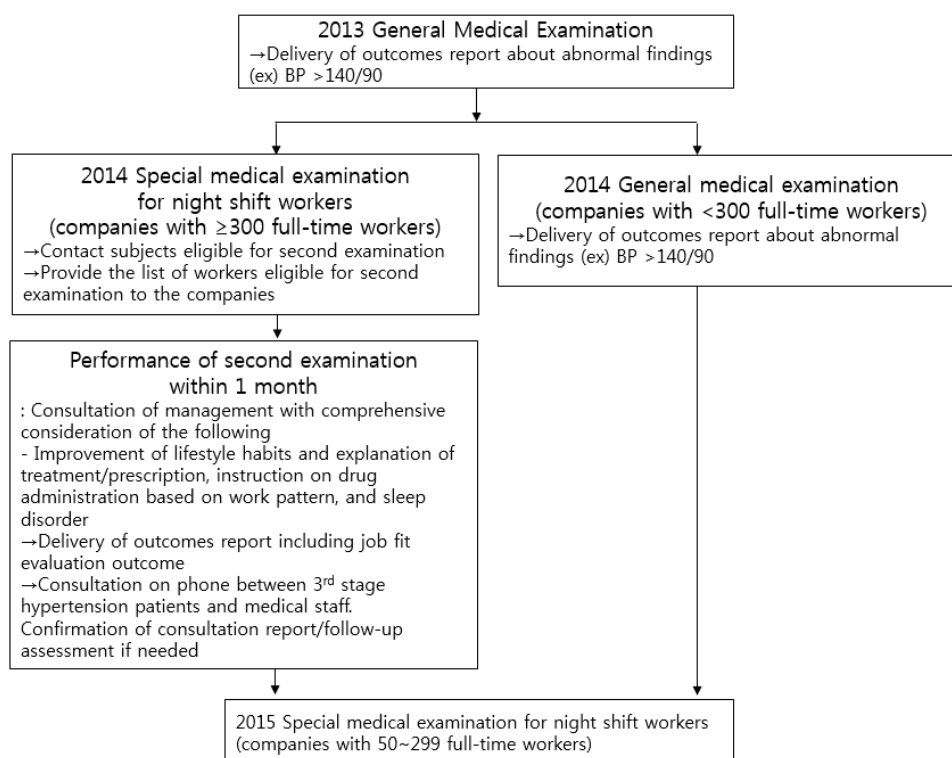 2013 General Medical Examination
→Delivery of outcomes report about abnormal findings
(ex) BP >140/90
2014 Special medical examination
for night shift workers
(companies with ≥300 full-time workers)
→Contact subjects eligible for second examination
→Provide the list of workers eligible for second
examination to the companies
2014 General medical examination
(companies with <300 full-time workers)
→Delivery of outcomes report about abnormal
findings (ex) BP >140/90
Performance of second examination
within 1 month
: Consultation of management with comprehensive
consideration of the following
- Improvement of lifestyle habits and explanation of
treatment/prescription, instruction on drug
administration based on work pattern, and sleep
disorder
→Delivery of outcomes report including job fit
evaluation outcome
→Consultation on phone between 3rd stage
hypertension patients and medical staff.
Confirmation of consultation report/follow-up
assessment if needed
2015 Special medical examination for night shift workers
(companies with 50~299 full-time workers)